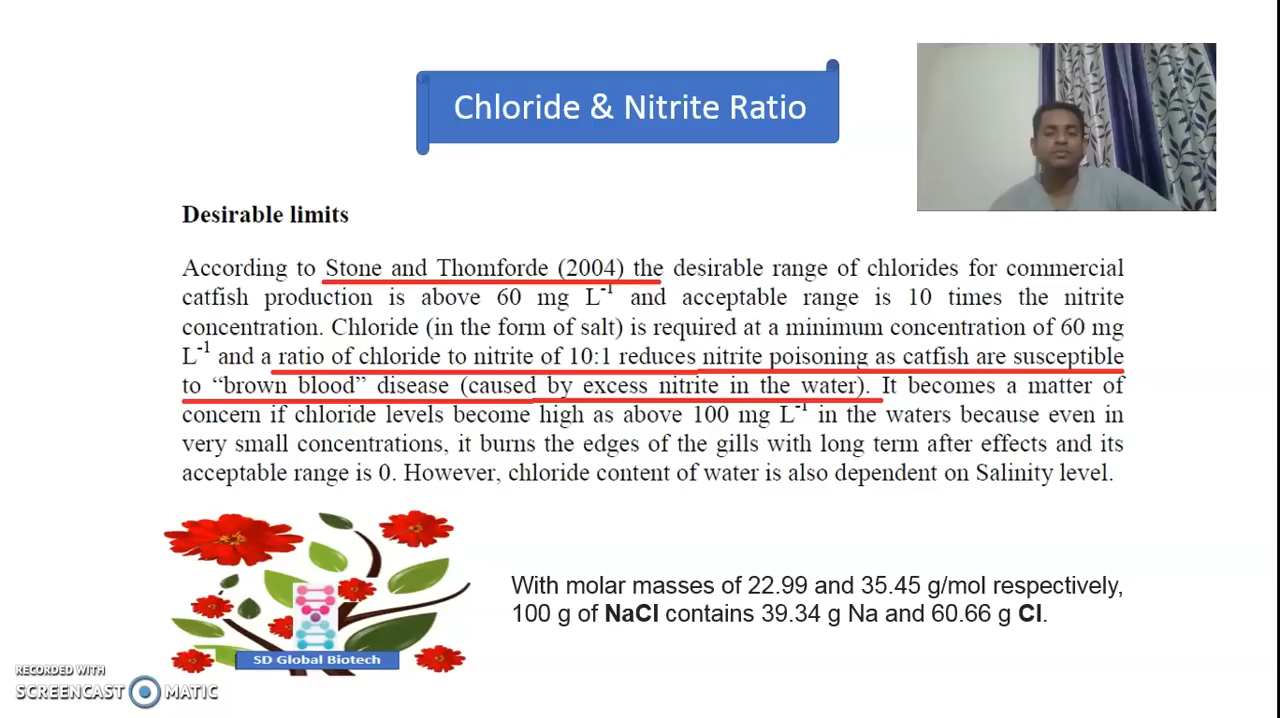 Chloride & Nitrite Ratio
Desirable limits
According to Stone and Thomforde (2004) the desirable range of chlorides for commercial
catfish production is above 60 mg L⁻¹ and acceptable range is 10 times the nitrite
concentration. Chloride (in the form of salt) is required at a minimum concentration of 60 mg
L⁻¹ and a ratio of chloride to nitrite of 10:1 reduces nitrite poisoning as catfish are susceptible
to “brown blood” disease (caused by excess nitrite in the water). It becomes a matter of
concern if chloride levels become high as above 100 mg L⁻¹ in the waters because even in
very small concentrations, it burns the edges of the gills with long term after effects and its
acceptable range is 0. However, chloride content of water is also dependent on Salinity level.
With molar masses of 22.99 and 35.45 g/mol respectively,
100 g of NaCl contains 39.34 g Na and 60.66 g Cl.
SD Global Biotech
RECORDED WITH
SCREENCAST MATIC